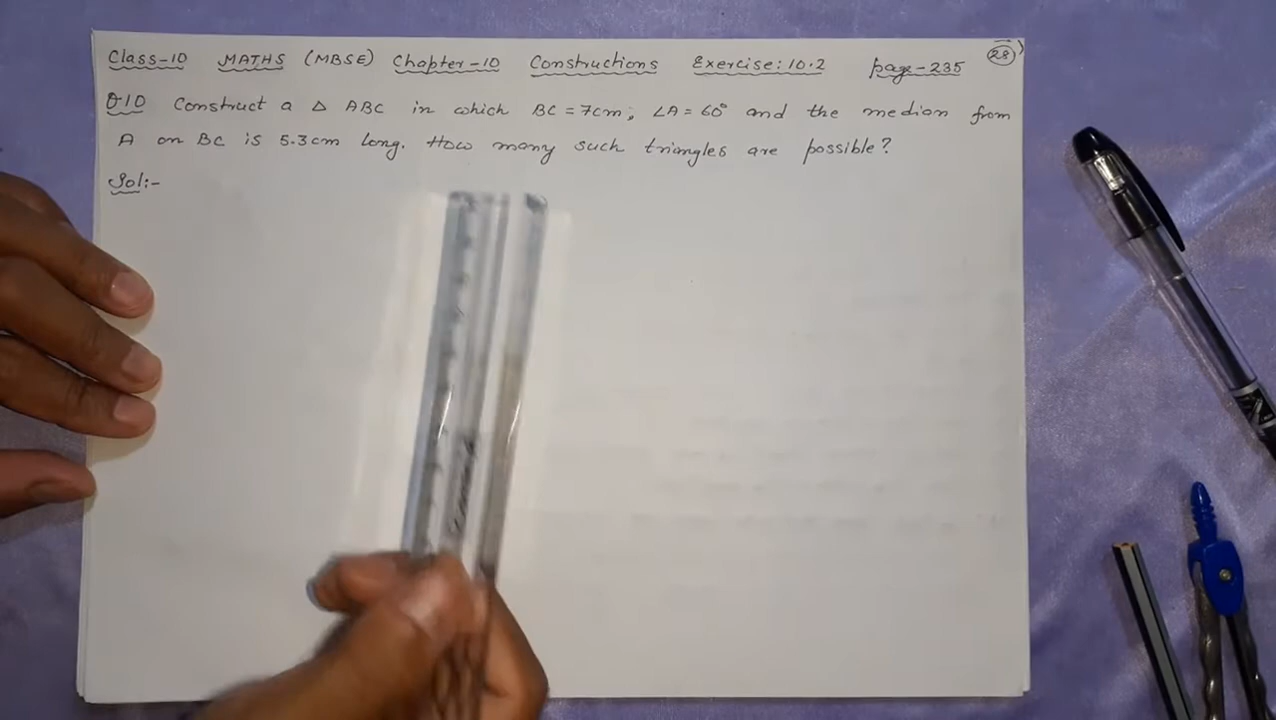 Class-10 MATHS (MBSE) Chapter-10 Constructions Exercise: 10.2 page-235 28
Q10 Construct a Δ ABC in which BC = 7cm, ∠A = 60° and the median from
A on BC is 5.3cm long. How many such triangles are possible?
Sol:-